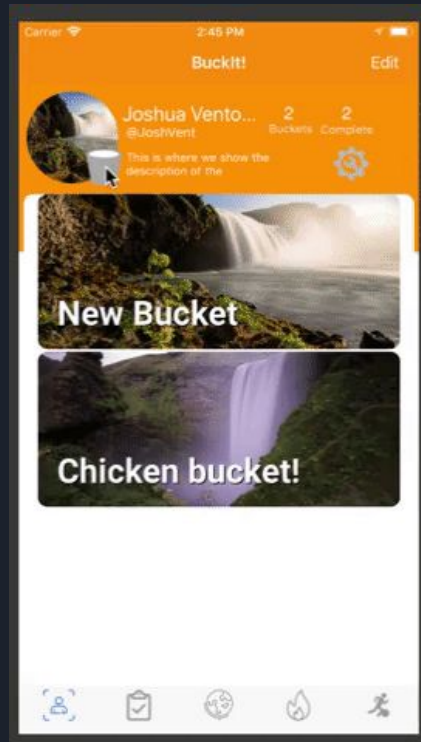 Carrier 2:45 PM
BuckIt! Edit
Joshua Vento... 2 2
@JoshVent Buckets Complete
This is where we show the
description of the
New Bucket
Chicken bucket!